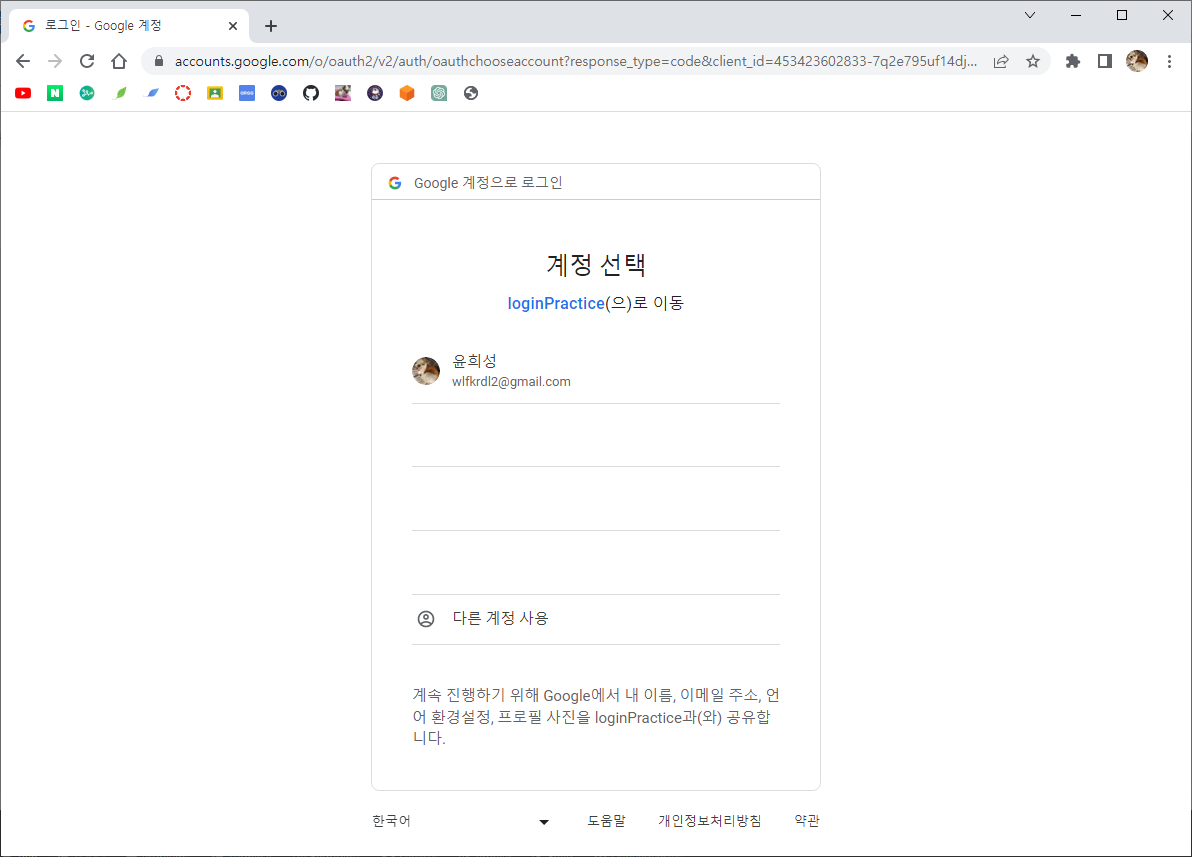 로그인 - Google 계정
accounts.google.com/o/oauth2/v2/auth/oauthchooseaccount?response_type=code&client_id=453423602833-7q2e795uf14dj...
Google 계정으로 로그인
계정 선택
loginPractice(으)로 이동
윤희성
wlfkrdl2@gmail.com
다른 계정 사용
계속 진행하기 위해 Google에서 내 이름, 이메일 주소, 언
어 환경설정, 프로필 사진을 loginPractice과(와) 공유합
니다.
한국어 도움말 개인정보처리방침 약관